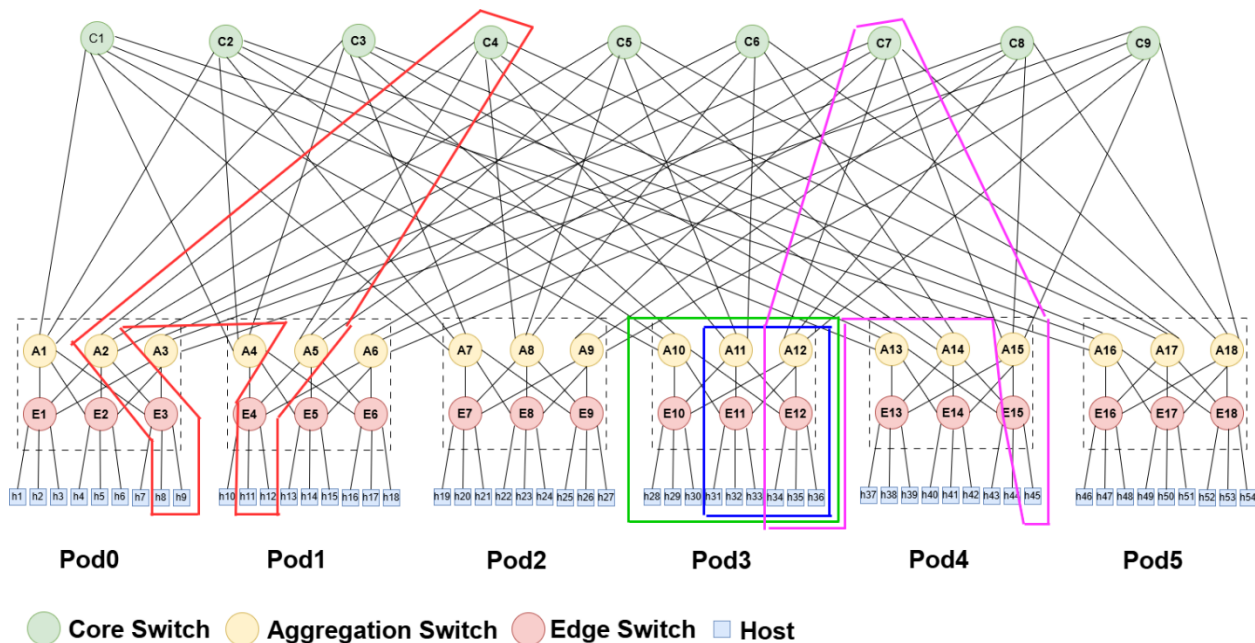 C1 C2 C3 C4 C5 C6 C7 C8 C9
A1 A2 A3 A4 A5 A6 A7 A8 A9 A10 A11 A12 A13 A14 A15 A16 A17 A18
E1 E2 E3 E4 E5 E6 E7 E8 E9 E10 E11 E12 E13 E14 E15 E16 E17 E18
h1 h2 h3 h4 h5 h6 h7 h8 h9 h10 h11 h12 h13 h14 h15 h16 h17 h18 h19 h20 h21 h22 h23 h24 h25 h26 h27 h28 h29 h30 h31 h32 h33 h34 h35 h36 h37 h38 h39 h40 h41 h42 h43 h44 h45 h46 h47 h48 h49 h50 h51 h52 h53 h54
Pod0 Pod1 Pod2 Pod3 Pod4 Pod5
Core Switch Aggregation Switch Edge Switch Host